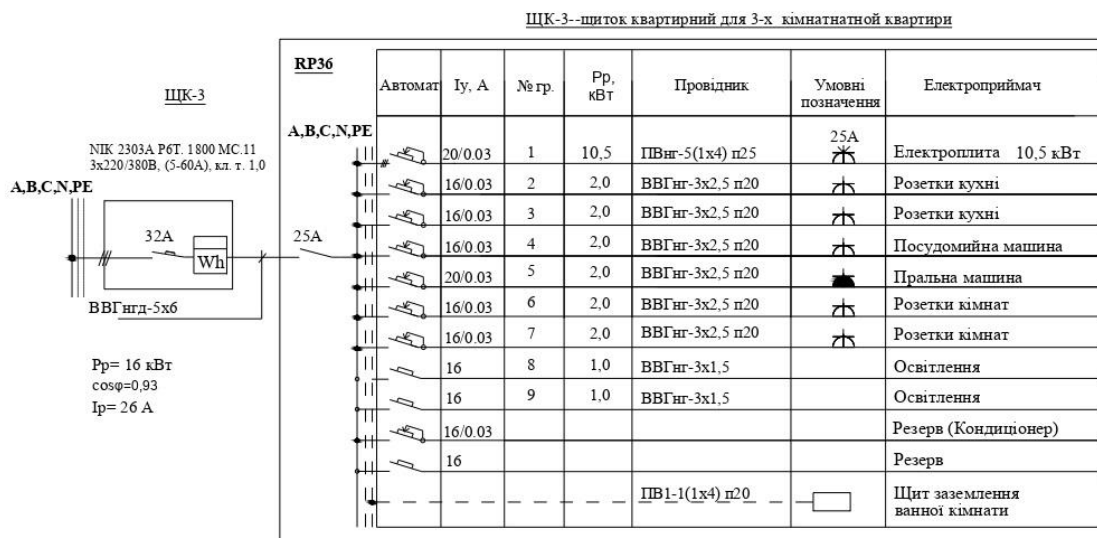 ЩК-3--щиток квартирний для 3-х кімнатнатной квартири
RP36
ЩК-3
Автомат Iу, А № гр. Рр, кВт Провідник Умовні позначення Електроприймач
A,B,C,N,PE
NIK 2303А Р6Т. 1800 МС.11
3х220/380В, (5-60А), кл. т. 1,0
A,B,C,N,PE
32А
Wh
25А
ВВГнгд-5х6
Рр= 16 кВт
cosφ=0,93
Iр= 26 А
25А
20/0.03 1 10,5 ПВнг-5(1х4) п25 Електроплита 10,5 кВт
16/0.03 2 2,0 ВВГнг-3х2,5 п20 Розетки кухні
16/0.03 3 2,0 ВВГнг-3х2,5 п20 Розетки кухні
16/0.03 4 2,0 ВВГнг-3х2,5 п20 Посудомийна машина
20/0.03 5 2,0 ВВГнг-3х2,5 п20 Пральна машина
16/0.03 6 2,0 ВВГнг-3х2,5 п20 Розетки кімнат
16/0.03 7 2,0 ВВГнг-3х2,5 п20 Розетки кімнат
16 8 1,0 ВВГнг-3х1,5 Освітлення
16 9 1,0 ВВГнг-3х1,5 Освітлення
16/0.03 Резерв (Кондиціонер)
16 Резерв
ПВ1-1(1х4) п20 Щит заземлення
ванної кімнати